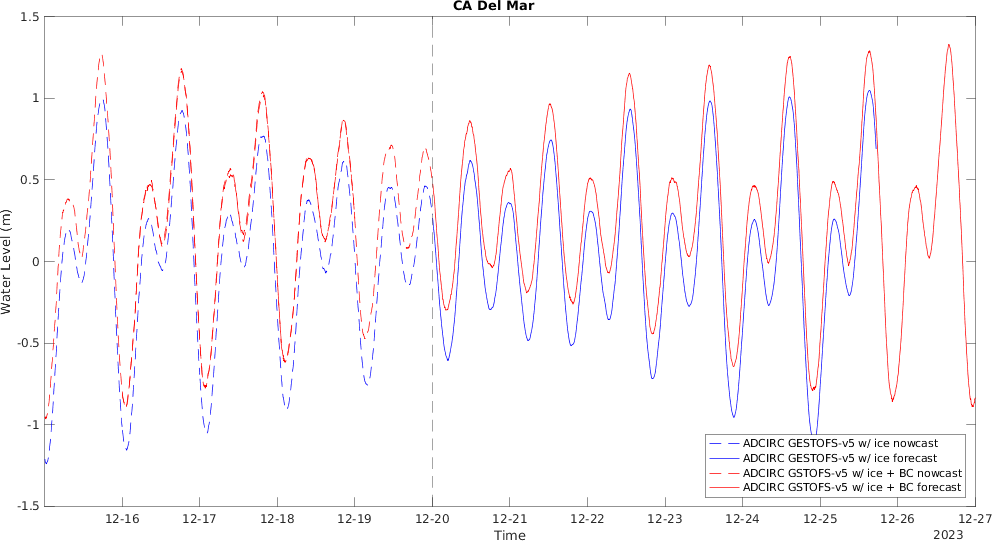 CA Del Mar
1.5
1
0.5
0
-0.5
-1
-1.5
Water Level (m)
12-16
12-17
12-18
12-19
12-20
12-21
12-22
12-23
12-24
12-25
12-26
12-27
Time
2023
ADCIRC GESTOFS-v5 w/ ice nowcast
ADCIRC GESTOFS-v5 w/ ice forecast
ADCIRC GSTOFS-v5 w/ ice + BC nowcast
ADCIRC GSTOFS-v5 w/ ice + BC forecast